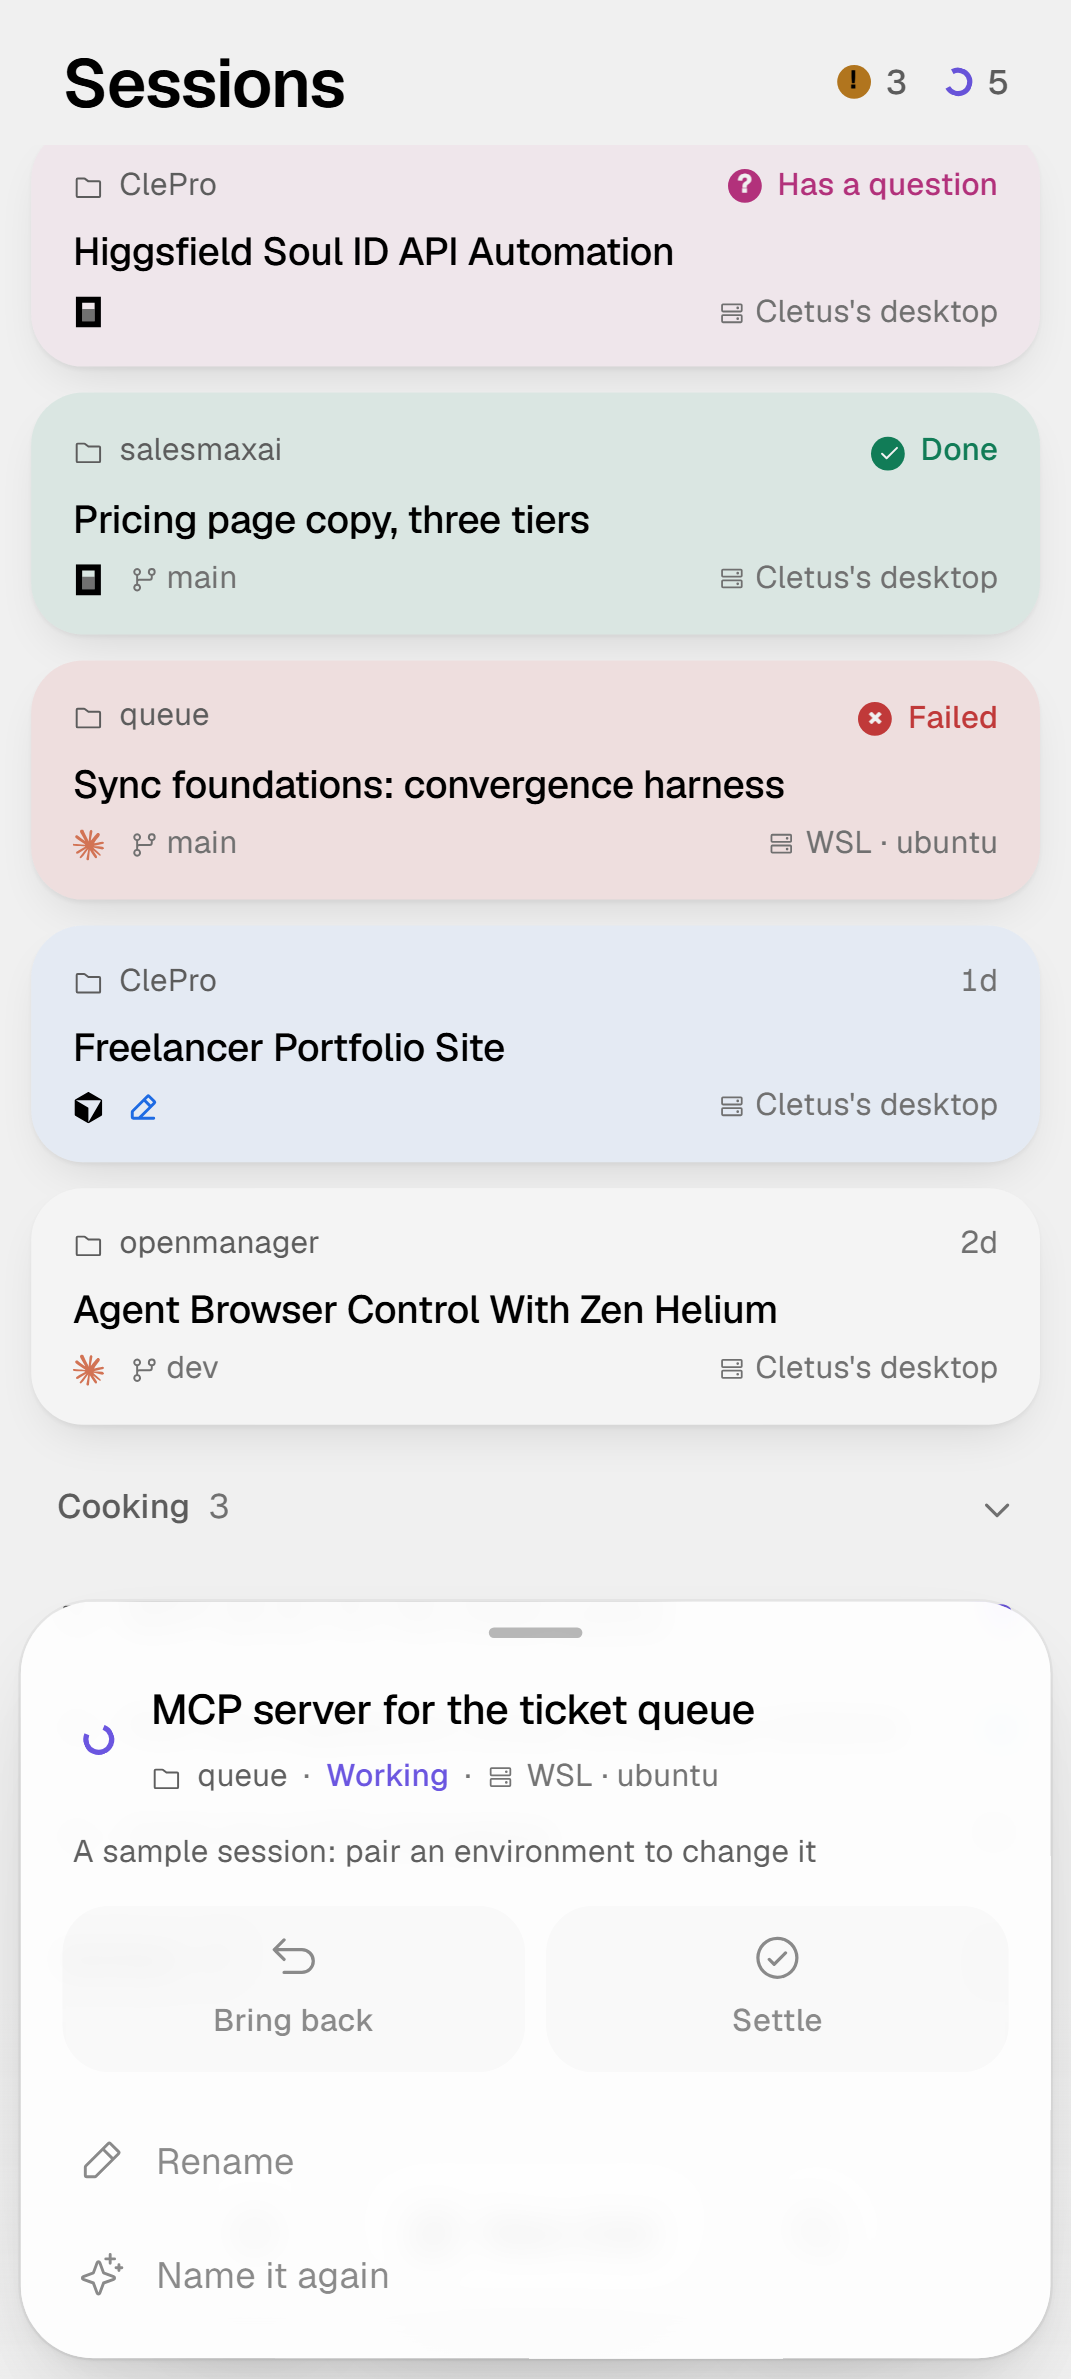 Sessions
! 3 5
ClePro
? Has a question
Higgsfield Soul ID API Automation
Cletus's desktop
salesmaxai
Done
Pricing page copy, three tiers
main
Cletus's desktop
queue
Failed
Sync foundations: convergence harness
main
WSL · ubuntu
ClePro
1d
Freelancer Portfolio Site
Cletus's desktop
openmanager
2d
Agent Browser Control With Zen Helium
dev
Cletus's desktop
Cooking 3
MCP server for the ticket queue
queue · Working · WSL · ubuntu
A sample session: pair an environment to change it
Bring back
Settle
Rename
Name it again